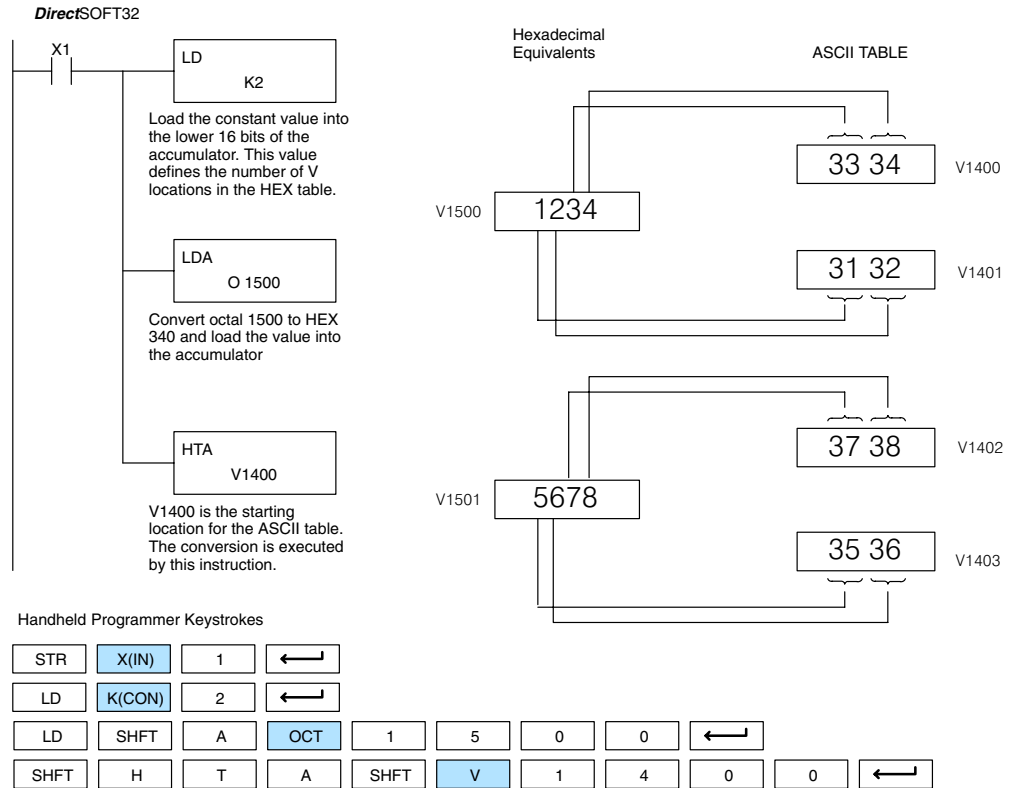 DirectSOFT32
X1
LD
K2
Load the constant value into
the lower 16 bits of the
accumulator. This value
defines the number of V
locations in the HEX table.
LDA
O 1500
Convert octal 1500 to HEX
340 and load the value into
the accumulator
HTA
V1400
V1400 is the starting
location for the ASCII table.
The conversion is executed
by this instruction.
Hexadecimal
Equivalents
ASCII TABLE
33 34
V1400
V1500
1234
31 32
V1401
37 38
V1402
V1501
5678
35 36
V1403
Handheld Programmer Keystrokes
STR X(IN) 1
LD K(CON) 2
LD SHFT A OCT 1 5 0 0
SHFT H T A SHFT V 1 4 0 0